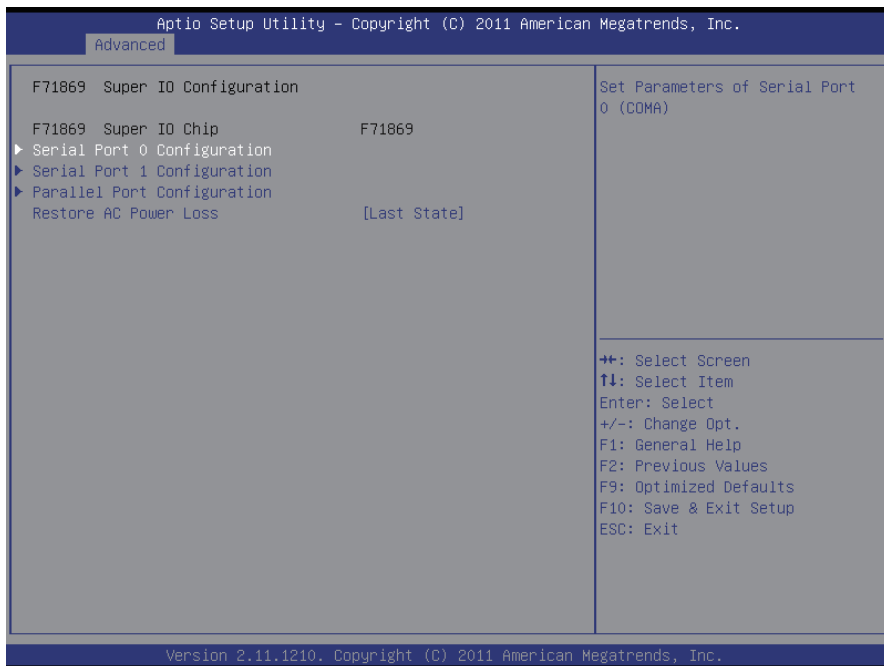 Aptio Setup Utility – Copyright (C) 2011 American Megatrends, Inc.
Advanced
F71869 Super IO Configuration
F71869 Super IO Chip F71869
Serial Port 0 Configuration
Serial Port 1 Configuration
Parallel Port Configuration
Restore AC Power Loss [Last State]
Set Parameters of Serial Port
0 (COMA)
→←: Select Screen
↑↓: Select Item
Enter: Select
+/-: Change Opt.
F1: General Help
F2: Previous Values
F9: Optimized Defaults
F10: Save & Exit Setup
ESC: Exit
Version 2.11.1210. Copyright (C) 2011 American Megatrends, Inc.